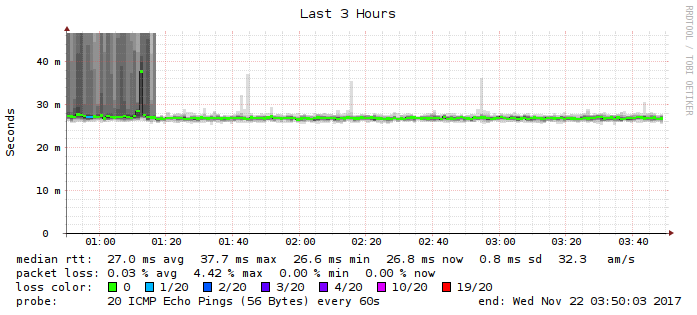 Last 3 Hours
RRDTOOL / TOBI OETIKER
Seconds
40 m
30 m
20 m
10 m
0
01:00 01:20 01:40 02:00 02:20 02:40 03:00 03:20 03:40
median rtt: 27.0 ms avg 37.7 ms max 26.6 ms min 26.8 ms now 0.8 ms sd 32.3 am/s
packet loss: 0.03 % avg 4.42 % max 0.00 % min 0.00 % now
loss color: 0 1/20 2/20 3/20 4/20 10/20 19/20
probe: 20 ICMP Echo Pings (56 Bytes) every 60s end: Wed Nov 22 03:50:03 2017